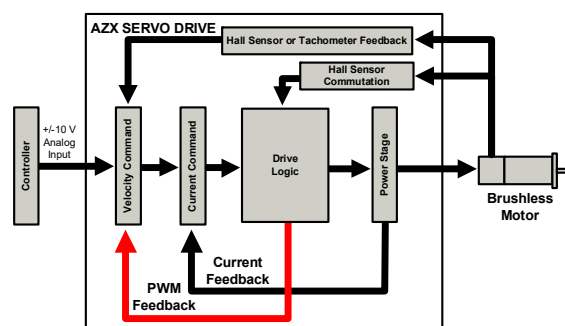 AZX SERVO DRIVE
Hall Sensor or Tachometer Feedback
Hall Sensor
Commutation
+/-10 V
Analog
Input
Controller
Velocity Command
Current Command
Drive
Logic
Power Stage
Brushless
Motor
Current
Feedback
PWM
Feedback